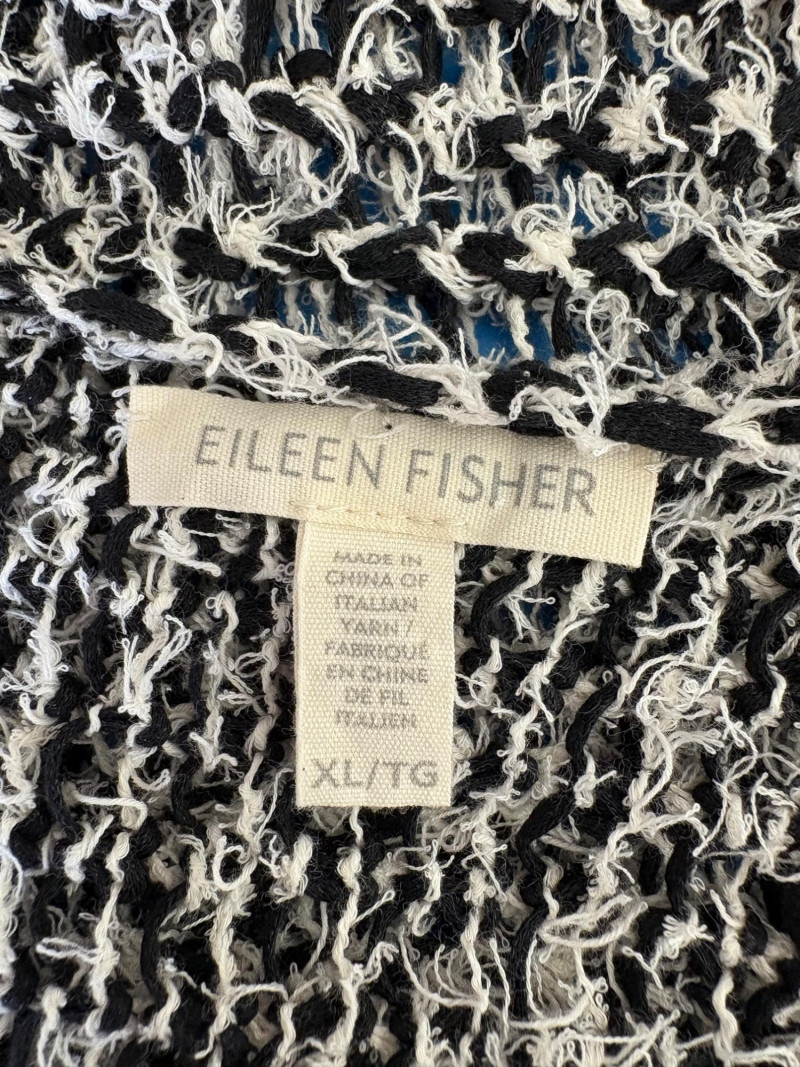 EILEEN FISHER
MADE IN
CHINA OF
ITALIAN
YARN /
FABRIQUÉ
EN CHINE
DE FIL
ITALIEN
XL/TG